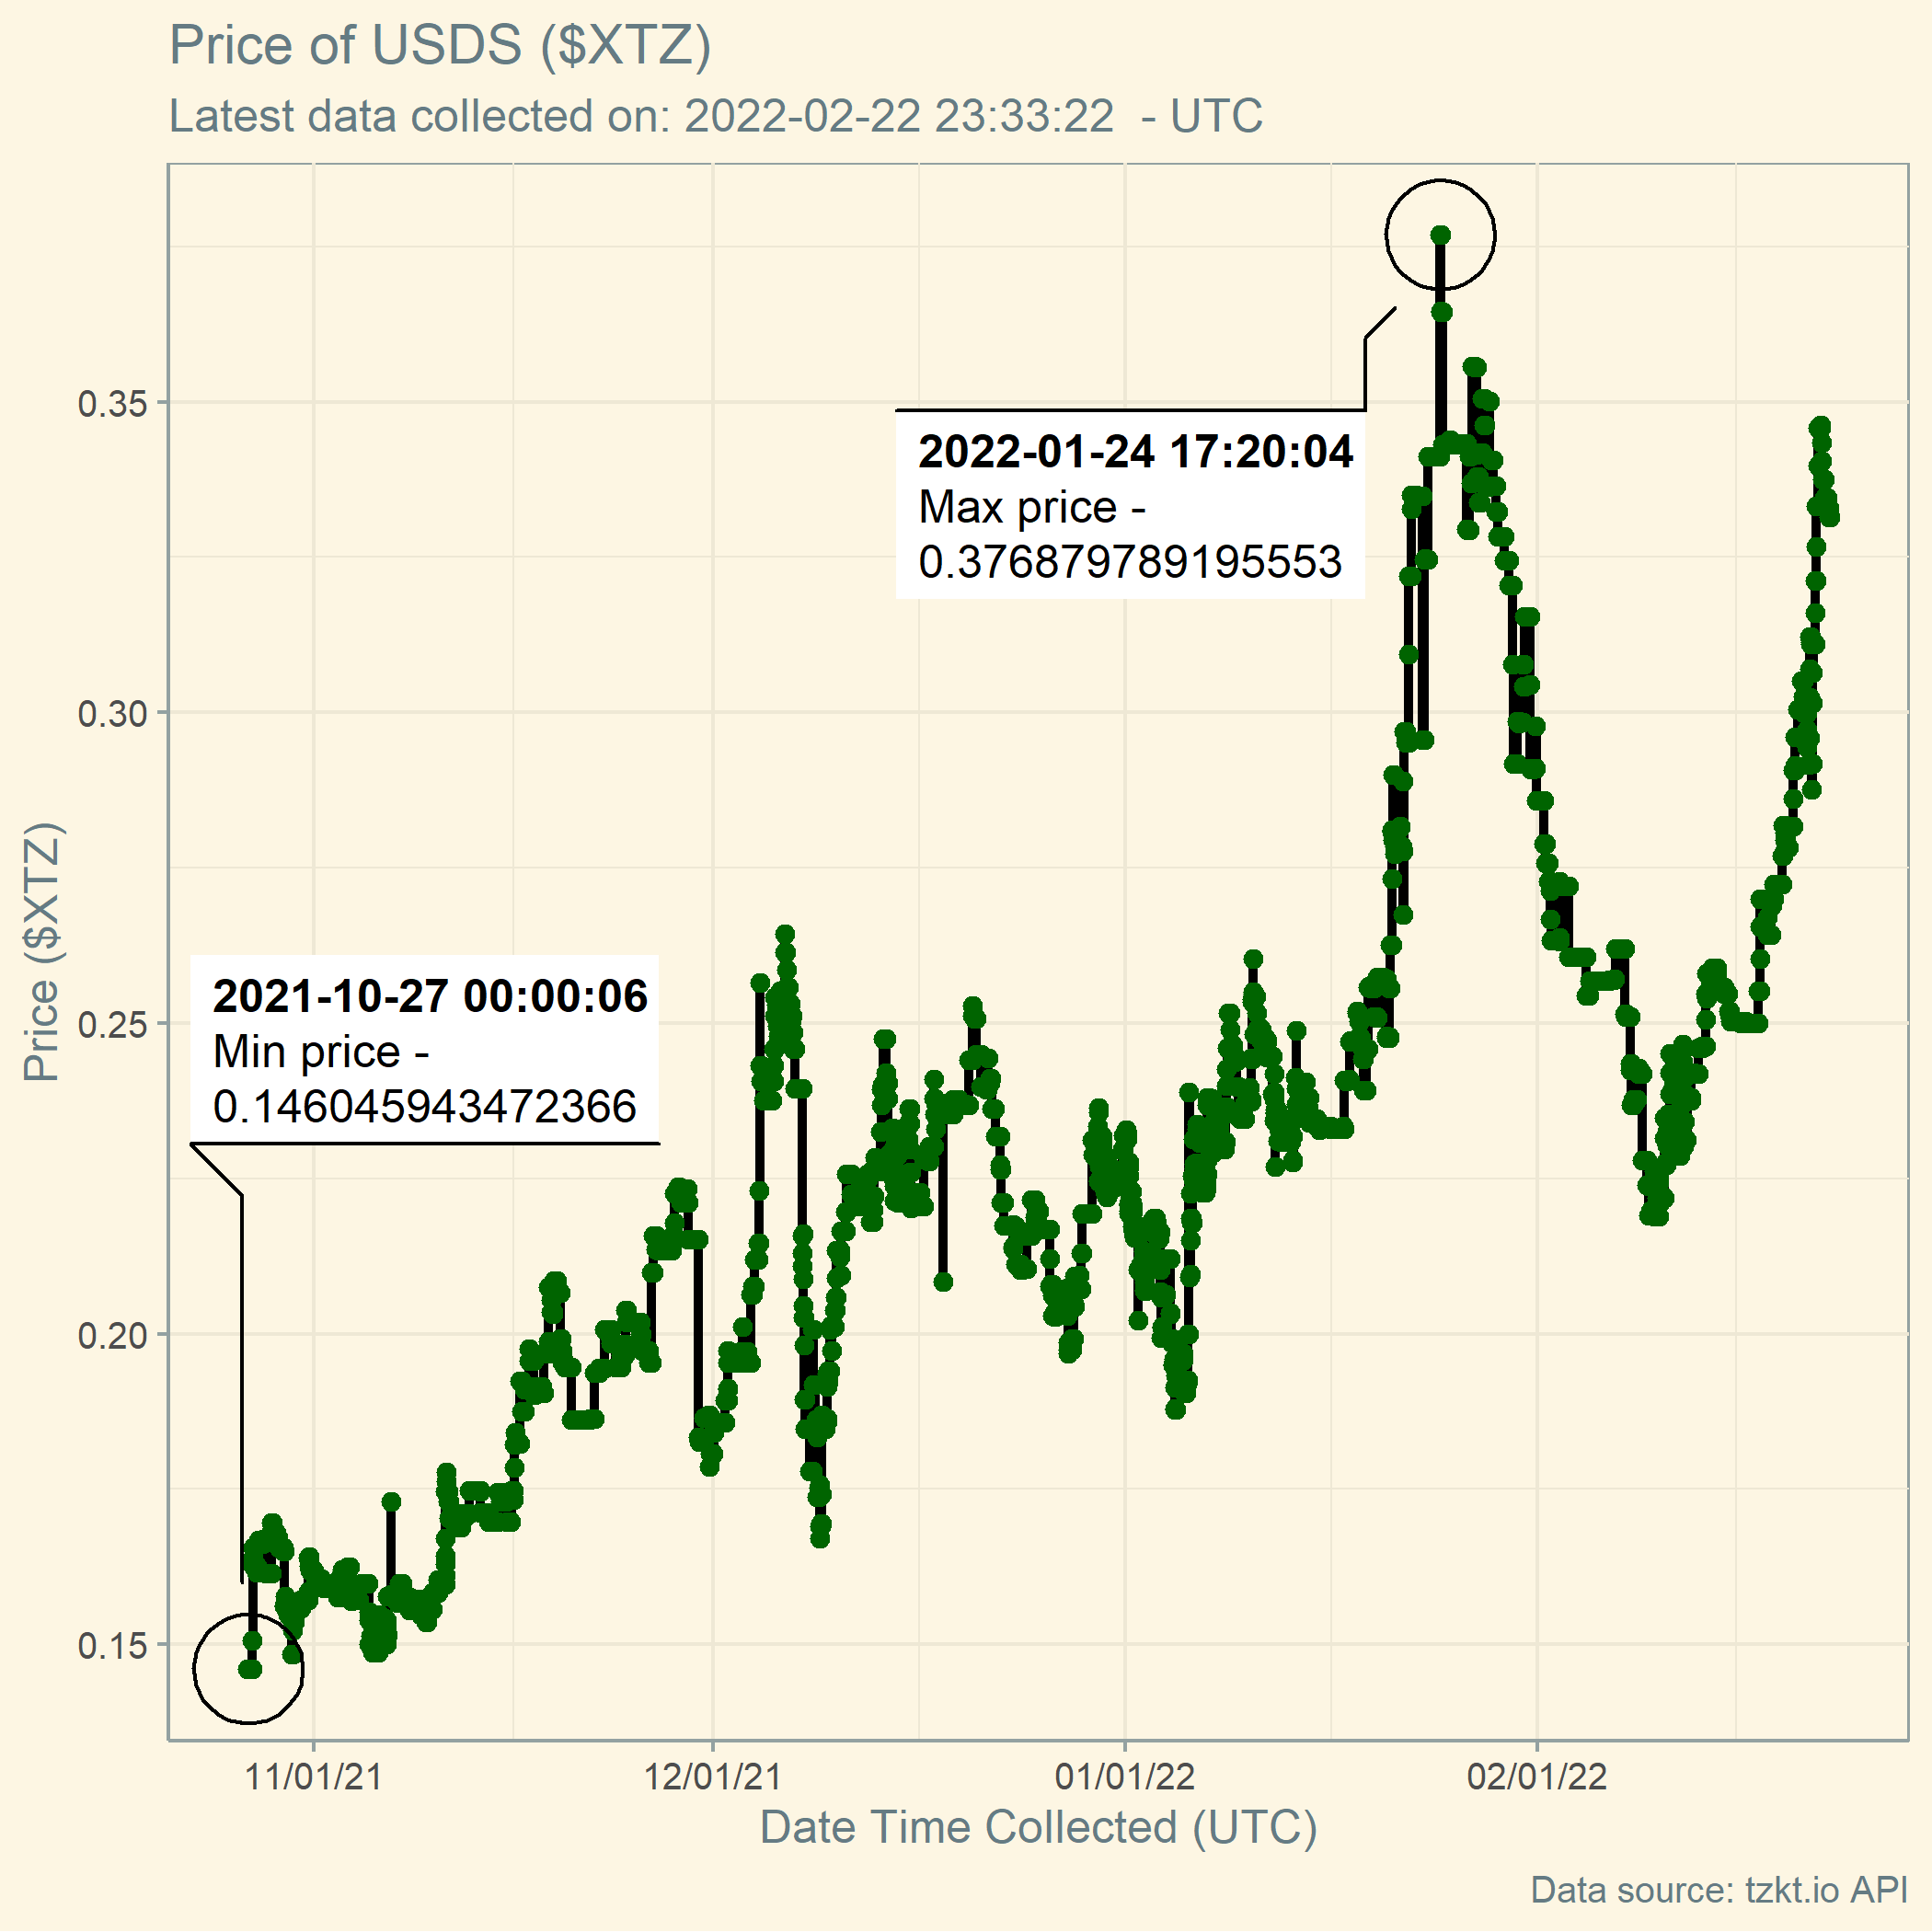 Price of USDS ($XTZ)
Latest data collected on: 2022-02-22 23:33:22  - UTC
2022-01-24 17:20:04
Max price -
0.376879789195553
2021-10-27 00:00:06
Min price -
0.146045943472366
Price ($XTZ)
0.35
0.30
0.25
0.20
0.15
11/01/21
12/01/21
01/01/22
02/01/22
Date Time Collected (UTC)
Data source: tzkt.io API